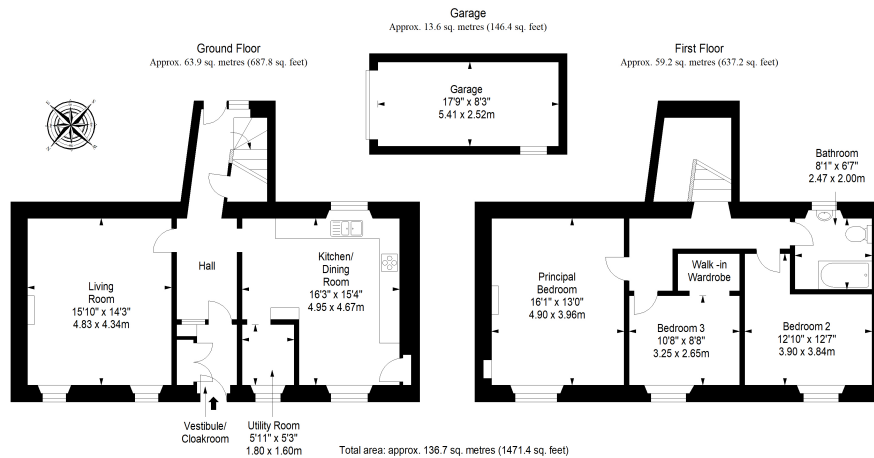 Garage
Approx. 13.6 sq. metres (146.4 sq. feet)
Ground Floor
Approx. 63.9 sq. metres (687.8 sq. feet)
First Floor
Approx. 59.2 sq. metres (637.2 sq. feet)
Garage
17'9" x 8'3"
5.41 x 2.52m
Bathroom
8'1" x 6'7"
2.47 x 2.00m
Living
Room
15'10" x 14'3"
4.83 x 4.34m
Hall
Kitchen/
Dining
Room
16'3" x 15'4"
4.95 x 4.67m
Principal
Bedroom
16'1" x 13'0"
4.90 x 3.96m
Walk -in
Wardrobe
Bedroom 3
10'8" x 8'8"
3.25 x 2.65m
Bedroom 2
12'10" x 12'7"
3.90 x 3.84m
Vestibule/
Cloakroom
Utility Room
5'11" x 5'3"
1.80 x 1.60m
Total area: approx. 136.7 sq. metres (1471.4 sq. feet)